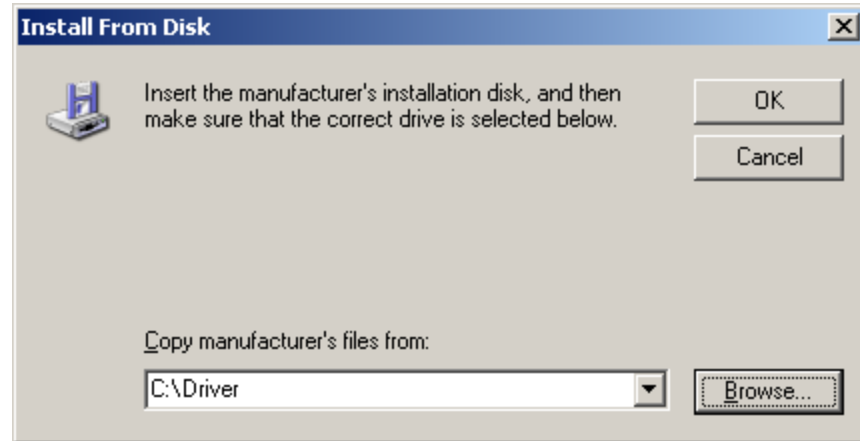 Install From Disk
Insert the manufacturer's installation disk, and then
make sure that the correct drive is selected below.
OK
Cancel
Copy manufacturer's files from:
C:\Driver
Browse...